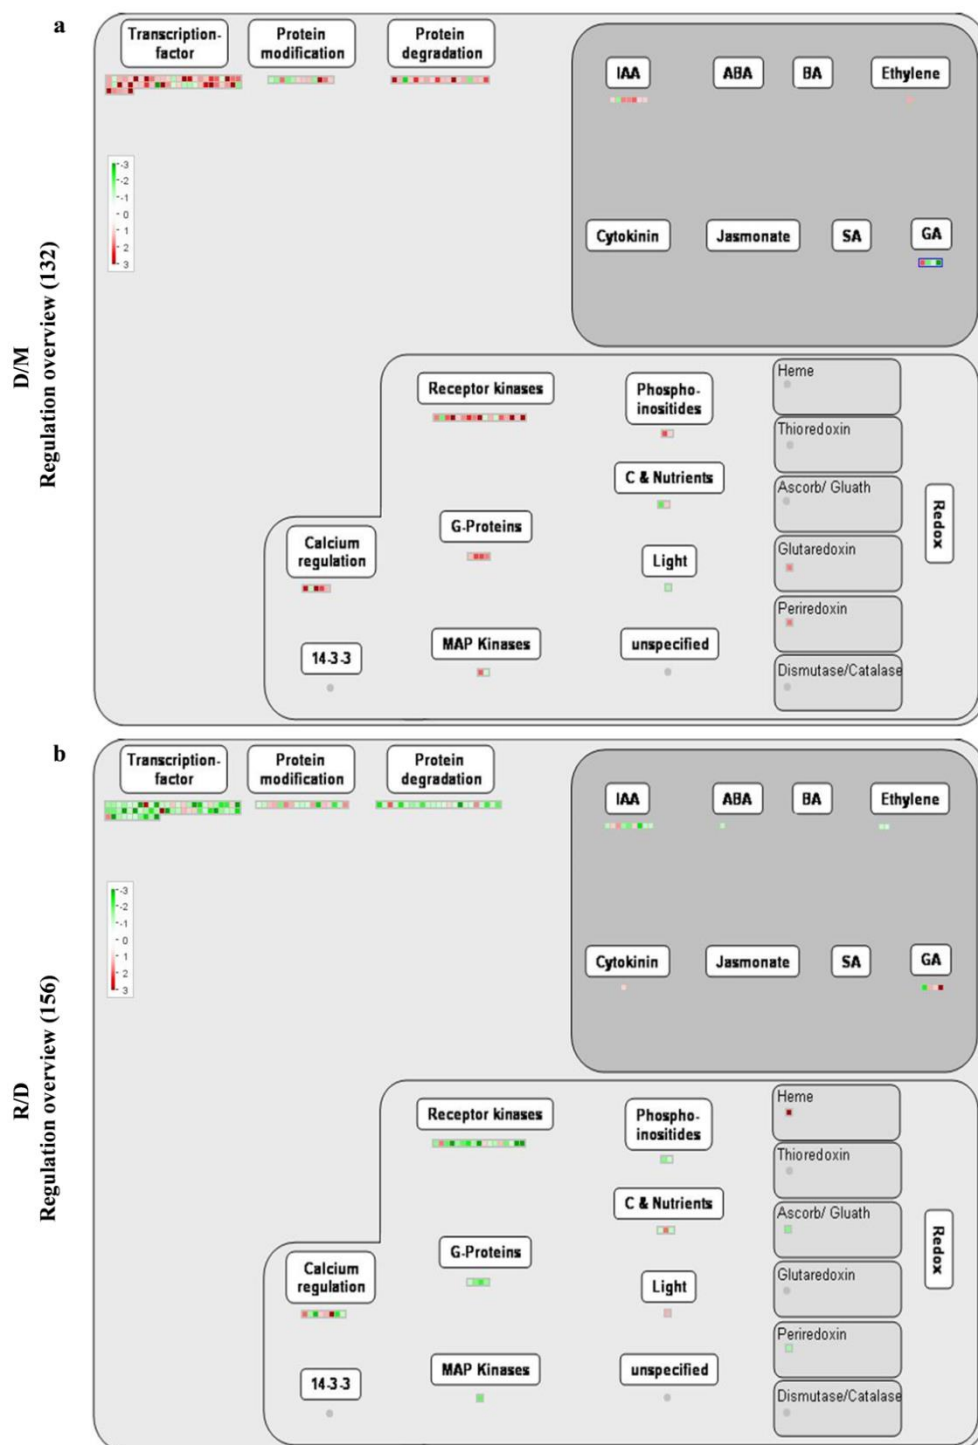 a
Transcription-
factor
Protein
modification
Protein
degradation
IAA
ABA
BA
Ethylene
-3
-2
-1
0
1
2
3
Cytokinin
Jasmonate
SA
GA
D/M
Regulation overview (132)
Receptor kinases
Phospho-
inositides
C & Nutrients
G-Proteins
Calcium
regulation
Light
MAP Kinases
unspecified
14-3-3
Heme
Thioredoxin
Ascorb/ Gluath
Glutaredoxin
Periredoxin
Dismutase/Catalase
Redox
b
Transcription-
factor
Protein
modification
Protein
degradation
IAA
ABA
BA
Ethylene
-3
-2
-1
0
1
2
3
Cytokinin
Jasmonate
SA
GA
R/D
Regulation overview (156)
Receptor kinases
Phospho-
inositides
C & Nutrients
G-Proteins
Calcium
regulation
Light
MAP Kinases
unspecified
14-3-3
Heme
Thioredoxin
Ascorb/ Gluath
Glutaredoxin
Periredoxin
Dismutase/Catalase
Redox